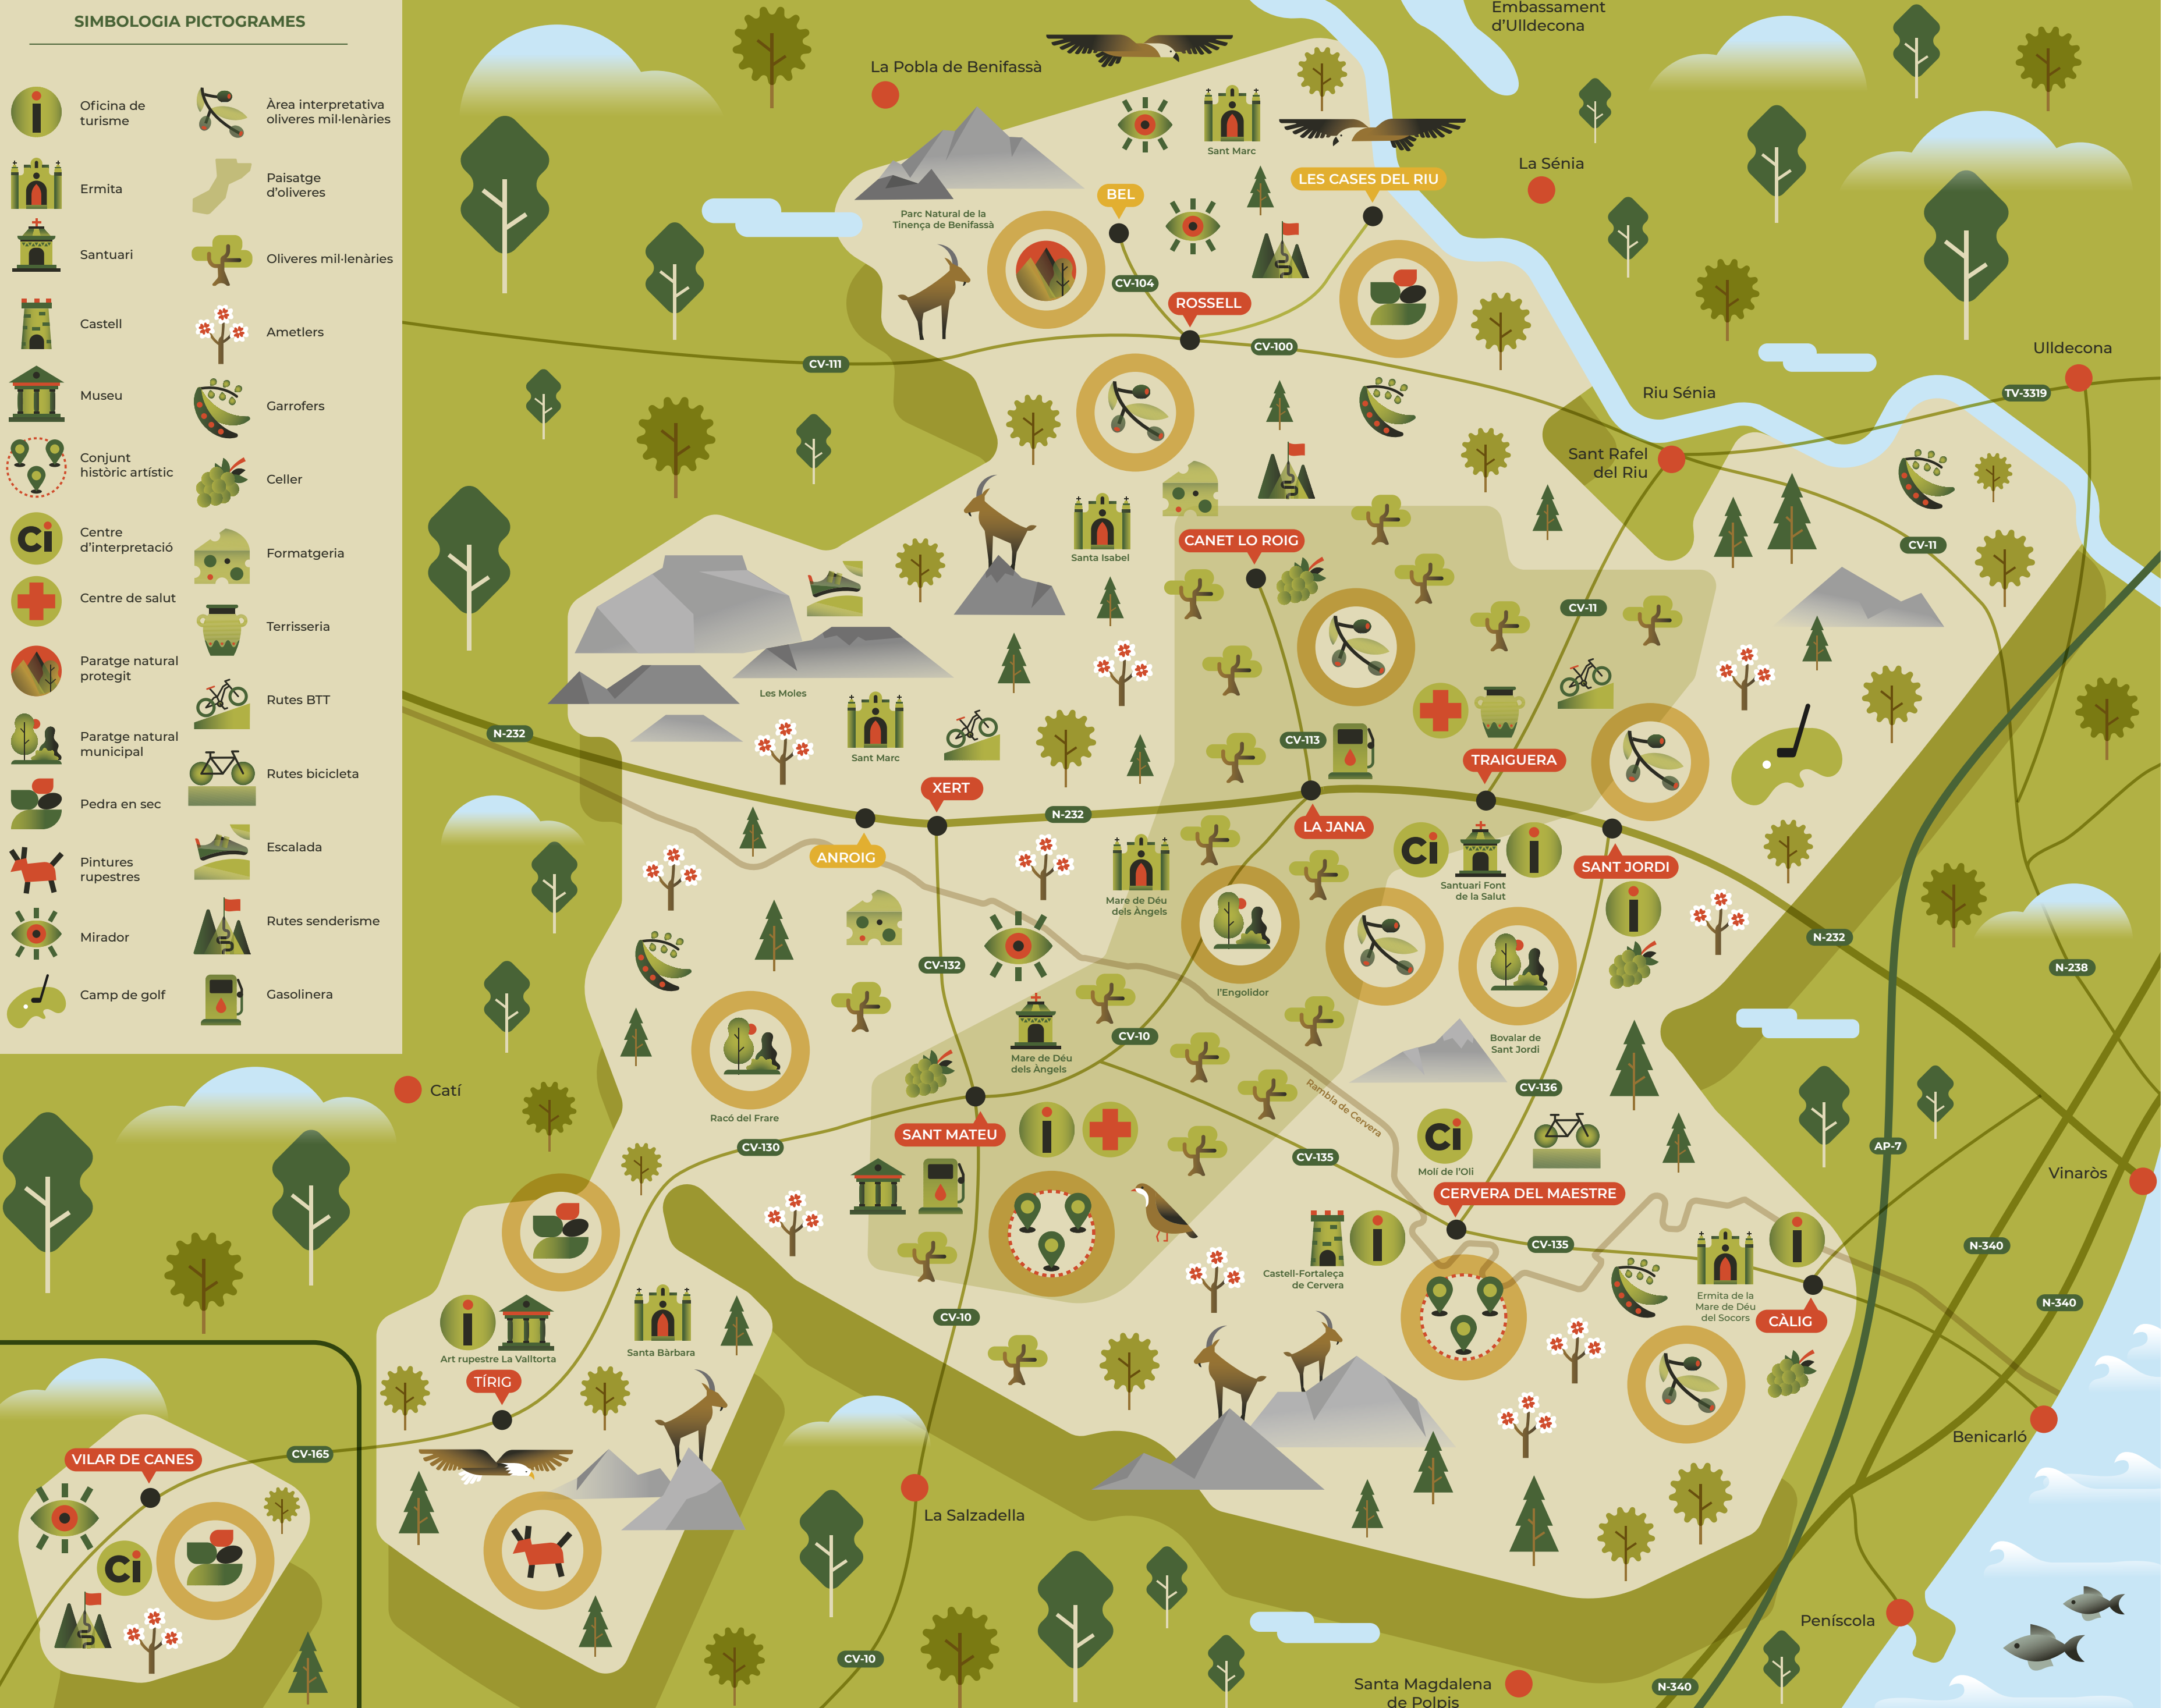 SIMBOLOGIA PICTOGRAMES
Oficina de
turisme
Ermita
Santuari
Castell
Museu
Conjunt
històric artístic
Centre
d'interpretació
Centre de salut
Paratge natural
protegit
Paratge natural
municipal
Pedra en sec
Pintures
rupestres
Mirador
Camp de golf
Àrea interpretativa
oliveres mil·lenàries
Paisatge
d'oliveres
Oliveres mil·lenàries
Ametlers
Garrofers
Celler
Formatgeria
Terrisseria
Rutes BTT
Rutes bicicleta
Escalada
Rutes senderisme
Gasolinera
i
Ci
Embassament
d'Ulldecona
La Pobla de Benifassà
Sant Marc
La Sénia
LES CASES DEL RIU
BEL
Parc Natural de la
Tinença de Benifassà
CV-104
ROSSELL
CV-100
CV-111
Ulldecona
TV-3319
Riu Sénia
Sant Rafel
del Riu
CANET LO ROIG
Santa Isabel
CV-11
CV-11
Les Moles
N-232
Sant Marc
CV-113
TRAIGUERA
XERT
N-232
LA JANA
ANROIG
Ci
i
SANT JORDI
Santuari Font
de la Salut
Mare de Déu
dels Àngels
i
N-232
CV-132
N-238
l'Engolidor
CV-10
Bovalar de
Sant Jordi
Mare de Déu
dels Àngels
CV-136
Catí
Racó del Frare
Rambla de Cervera
SANT MATEU
i
Ci
CV-130
CV-135
Molí de l'Oli
AP-7
Vinaròs
CERVERA DEL MAESTRE
i
i
CV-135
N-340
Castell-Fortaleça
de Cervera
Ermita de la
Mare de Déu
del Socors
CÀLIG
N-340
CV-10
i
Art rupestre La Valltorta
Santa Bàrbara
TÍRIG
CV-165
VILAR DE CANES
Ci
Benicarló
La Salzadella
Peníscola
CV-10
Santa Magdalena
de Polpis
N-340